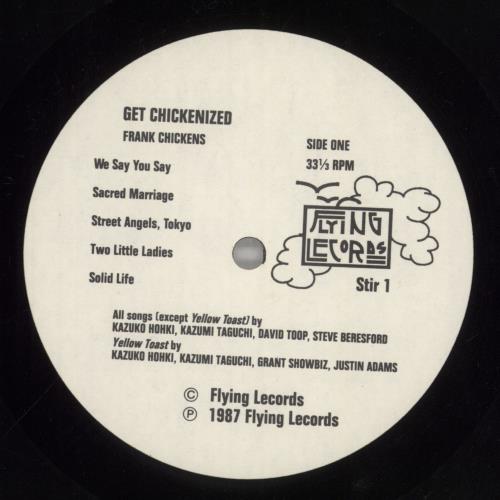 GET CHICKENIZED
FRANK CHICKENS
SIDE ONE
33⅓ RPM
We Say You Say
Sacred Marriage
Street Angels, Tokyo
Two Little Ladies
Solid Life
FLYING
LECORDS
Stir 1
All songs (except Yellow Toast) by
KAZUKO HOHKI, KAZUMI TAGUCHI, DAVID TOOP, STEVE BERESFORD
Yellow Toast by
KAZUKO HOHKI, KAZUMI TAGUCHI, GRANT SHOWBIZ, JUSTIN ADAMS
© Flying Lecords
℗ 1987 Flying Lecords